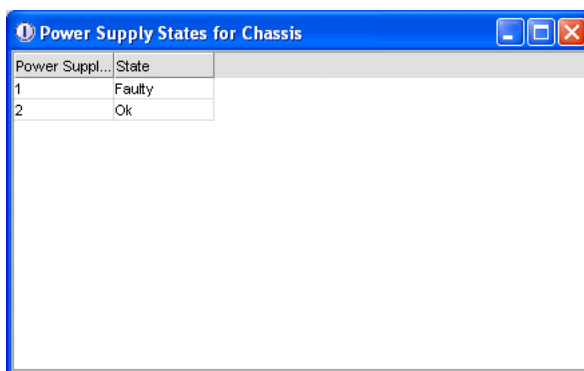 Power Supply States for Chassis
Power Suppl... State
1 Faulty
2 Ok